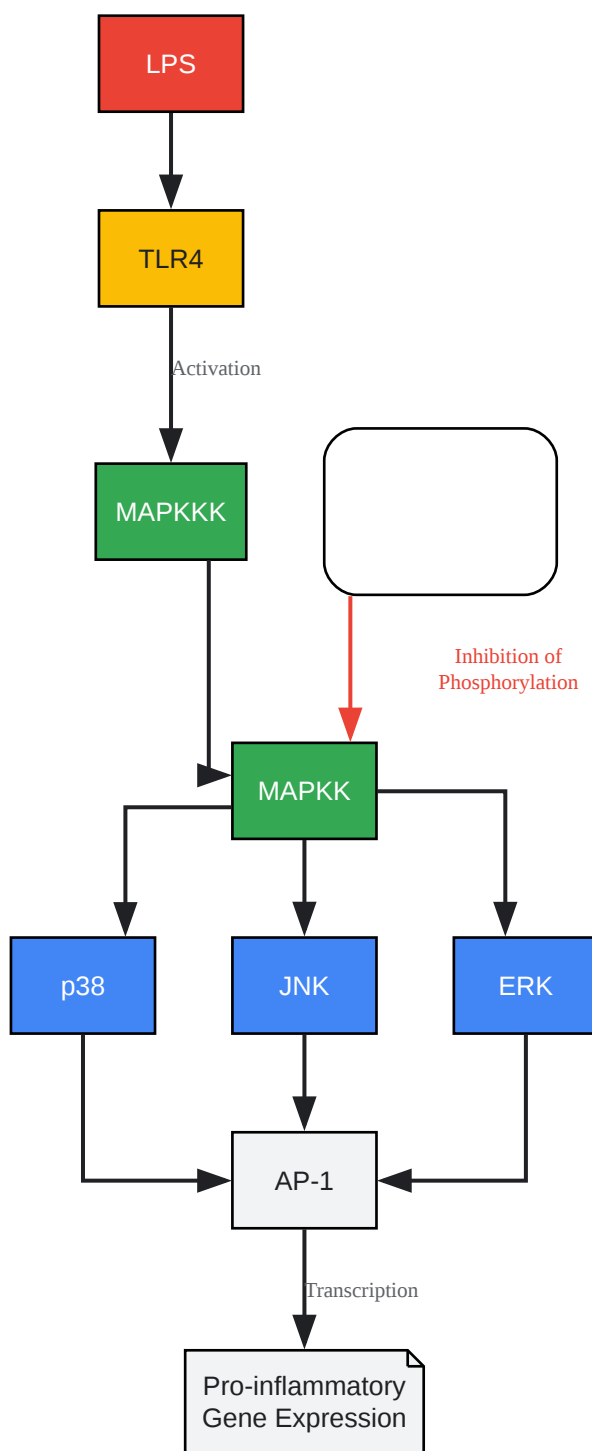 LPS
TLR4
Activation
MAPKKK
Inhibition of
Phosphorylation
MAPKK
p38
JNK
ERK
AP-1
Transcription
Pro-inflammatory
Gene Expression